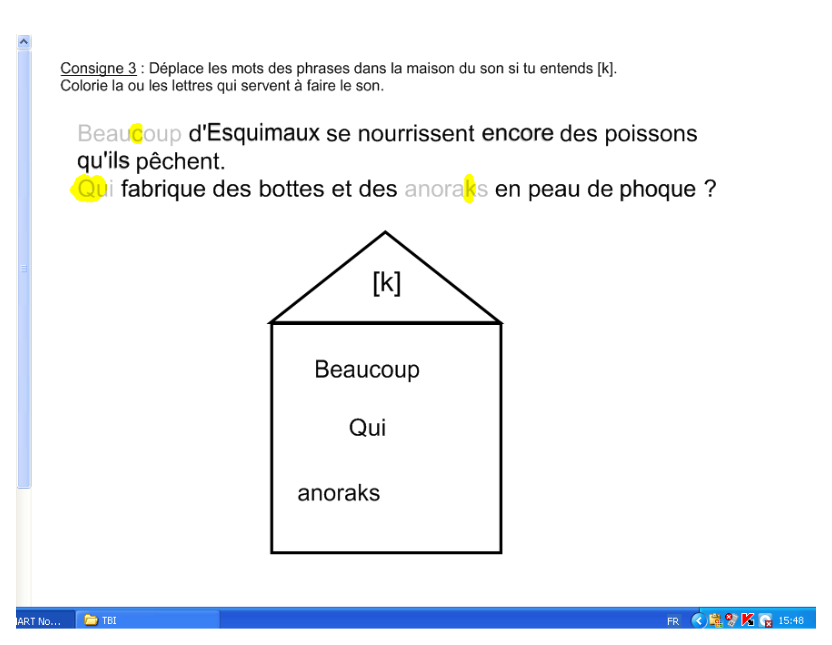 Consigne 3 : Déplace les mots des phrases dans la maison du son si tu entends [k].
Colorie la ou les lettres qui servent à faire le son.
Beaucoup d'Esquimaux se nourrissent encore des poissons
qu'ils pêchent.
Qui fabrique des bottes et des anoraks en peau de phoque ?
[k]
Beaucoup
Qui
anoraks
ART No... TBI FR 15:48